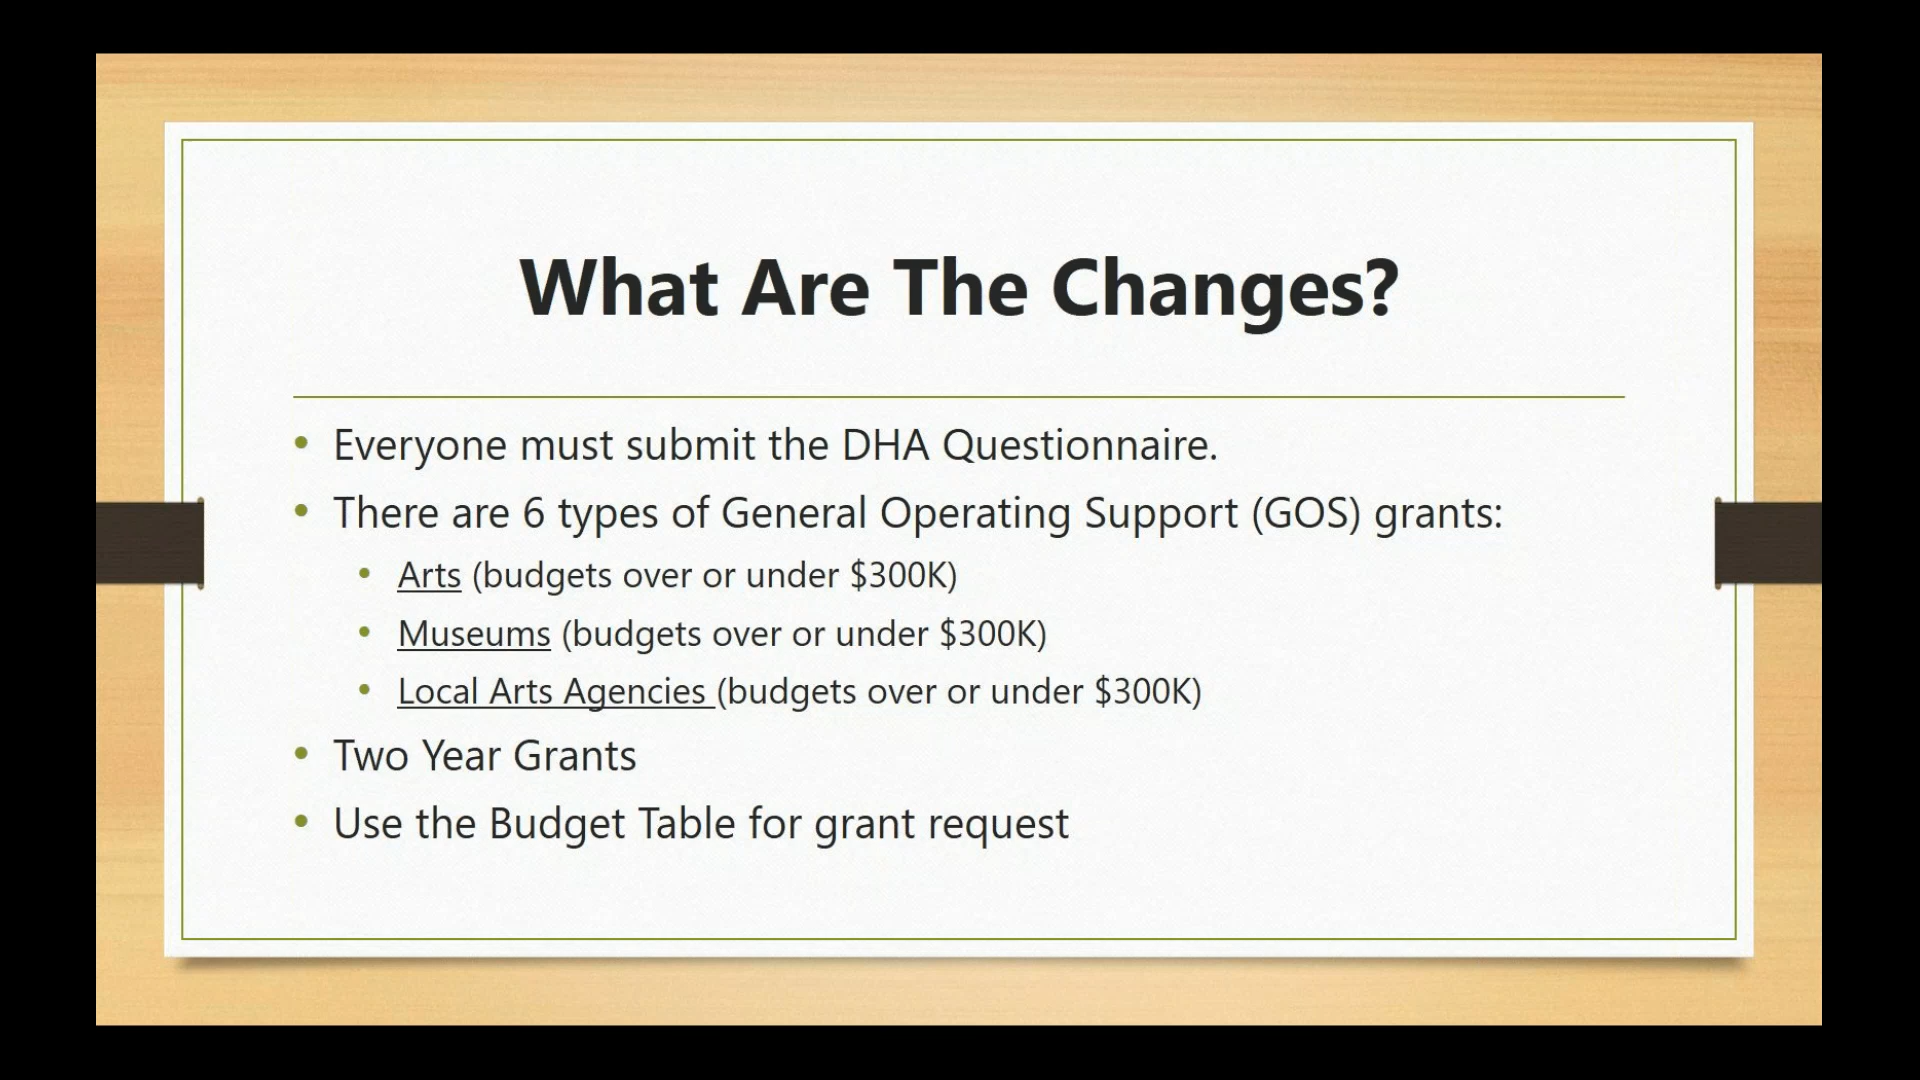 What Are The Changes?
Everyone must submit the DHA Questionnaire.
There are 6 types of General Operating Support (GOS) grants:
Arts (budgets over or under $300K)
Museums (budgets over or under $300K)
Local Arts Agencies (budgets over or under $300K)
Two Year Grants
Use the Budget Table for grant request